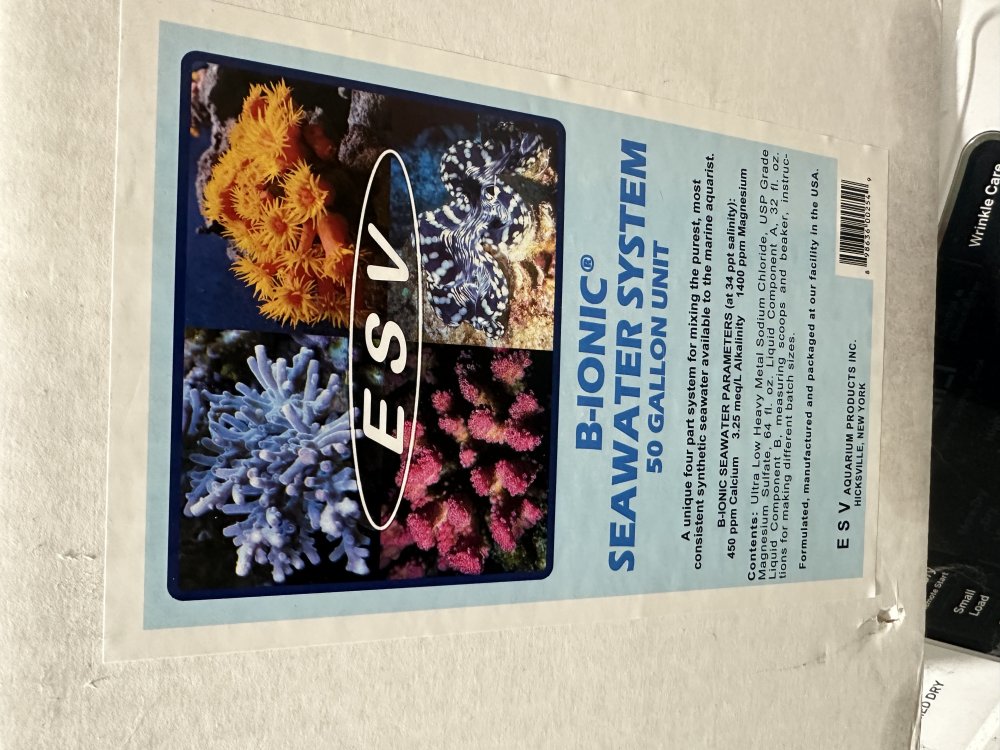 E S V
B-IONIC®
SEAWATER SYSTEM
50 GALLON UNIT
A unique four part system for mixing the purest, most
consistent synthetic seawater available to the marine aquarist.
B-IONIC SEAWATER PARAMETERS (at 34 ppt salinity):
450 ppm Calcium 3.25 meq/L Alkalinity 1400 ppm Magnesium
Contents: Ultra Low Heavy Metal Sodium Chloride, USP Grade
Magnesium Sulfate, 64 fl. oz. Liquid Component A, 32 fl. oz.
Liquid Component B, measuring scoops and beaker, instruc-
tions for making different batch sizes.
Formulated, manufactured and packaged at our facility in the USA.
E S V AQUARIUM PRODUCTS INC.
HICKSVILLE, NEW YORK
Wrinkle Care
Start
Small
Load
DRY